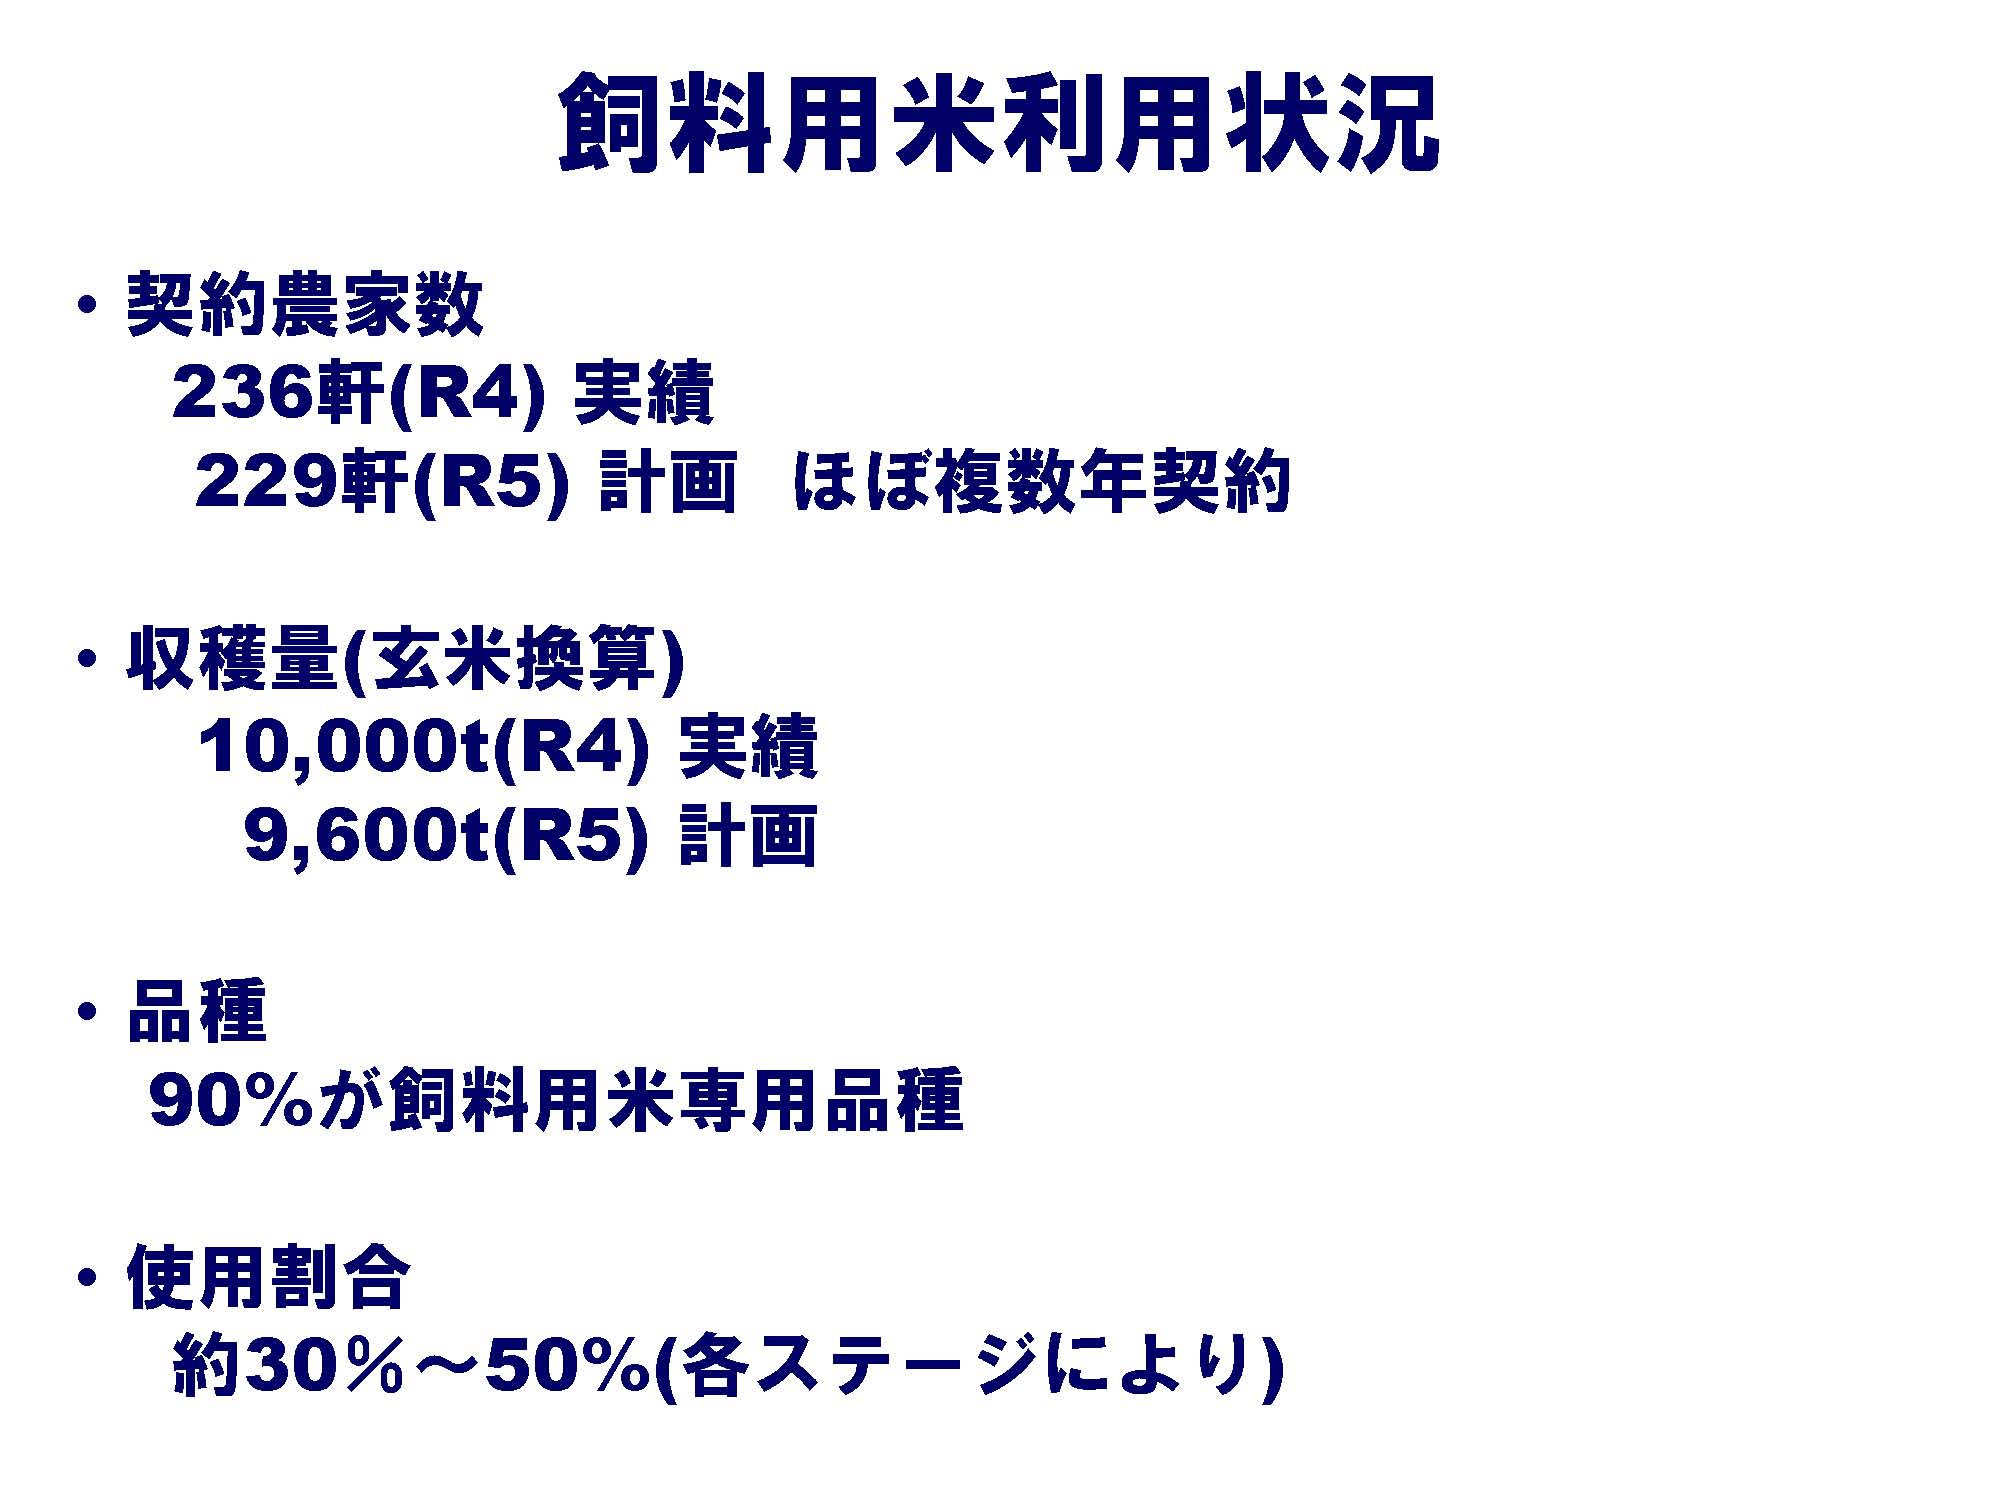 飼料用米利用状況
・契約農家数
236軒(R4) 実績
229軒(R5) 計画　ほぼ複数年契約
・収穫量(玄米換算)
10,000t(R4) 実績
9,600t(R5) 計画
・品種
90%が飼料用米専用品種
・使用割合
約30%～50%(各ステージにより)